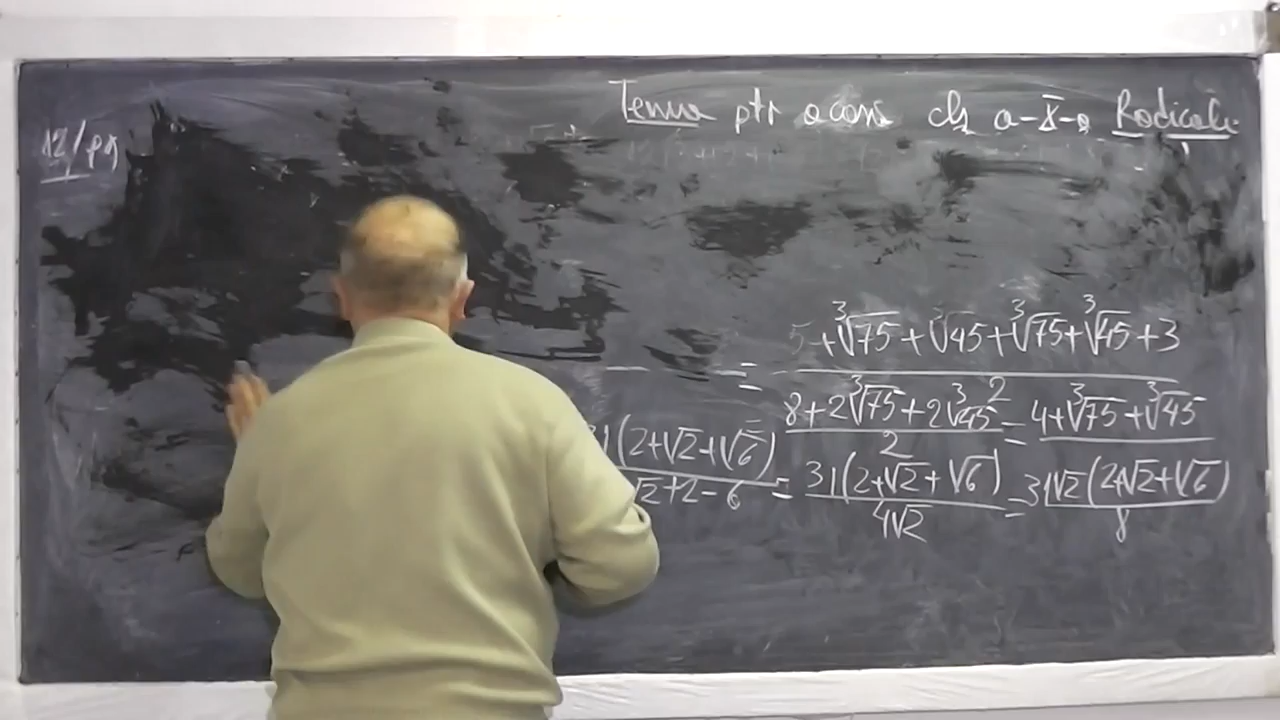 Tema ptr acasă cls a-X-a Radicali
12/pg
= 5+∛75+∛45+∛75+∛45+3
8+2∛75+2∛45 2 = 4+∛75+∛45
2
31(2+√2+√6) = 31(2+√2+√6) = 31√2(2+√2+√6)
√2+2-6 4√2 8